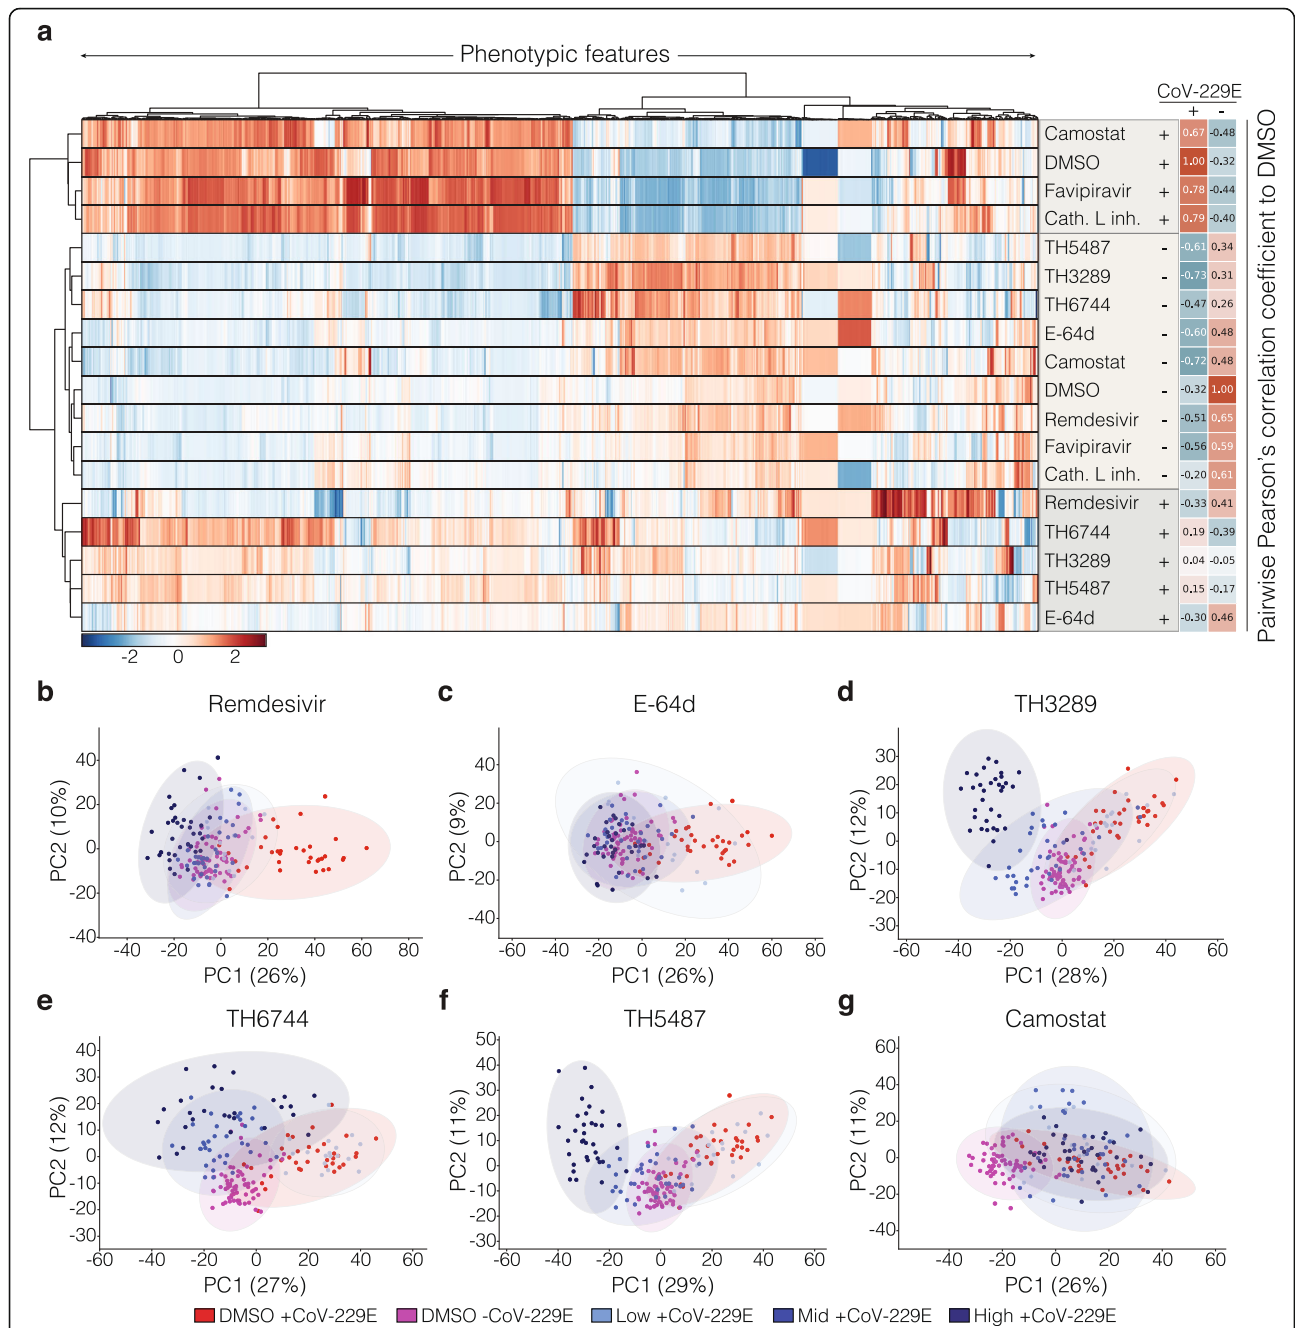 a
Phenotypic features
CoV-229E
+ -
Camostat + 0.67 -0.48
DMSO + 1.00 -0.32
Favipiravir + 0.78 -0.44
Cath. L inh. + 0.79 -0.40
TH5487 - -0.61 0.34
TH3289 - -0.73 0.31
TH6744 - -0.47 0.26
E-64d - -0.60 0.48
Camostat - -0.72 0.48
DMSO - -0.32 1.00
Remdesivir - -0.51 0.65
Favipiravir - -0.56 0.59
Cath. L inh. - -0.20 0.61
Remdesivir + -0.33 0.41
TH6744 + 0.19 -0.39
TH3289 + 0.04 -0.05
TH5487 + 0.15 -0.17
E-64d + -0.30 0.46
Pairwise Pearson's correlation coefficient to DMSO
-2 0 2
b
Remdesivir
PC2 (10%)
40
20
0
-20
-40
-40 -20 0 20 40 60 80
PC1 (26%)
c
E-64d
PC2 (9%)
40
20
0
-20
-40
-60 -40 -20 0 20 40 60 80
PC1 (26%)
d
TH3289
PC2 (12%)
30
20
10
0
-10
-20
-30
-60 -40 -20 0 20 40 60
PC1 (28%)
e
TH6744
PC2 (12%)
40
30
20
10
0
-10
-20
-30
-60 -40 -20 0 20 40 60
PC1 (27%)
f
TH5487
PC2 (11%)
50
40
30
20
10
0
-10
-20
-30
-60 -40 -20 0 20 40 60
PC1 (29%)
g
Camostat
PC2 (11%)
60
40
20
0
-20
-40
-60 -40 -20 0 20 40 60
PC1 (26%)
DMSO +CoV-229E DMSO -CoV-229E Low +CoV-229E Mid +CoV-229E High +CoV-229E